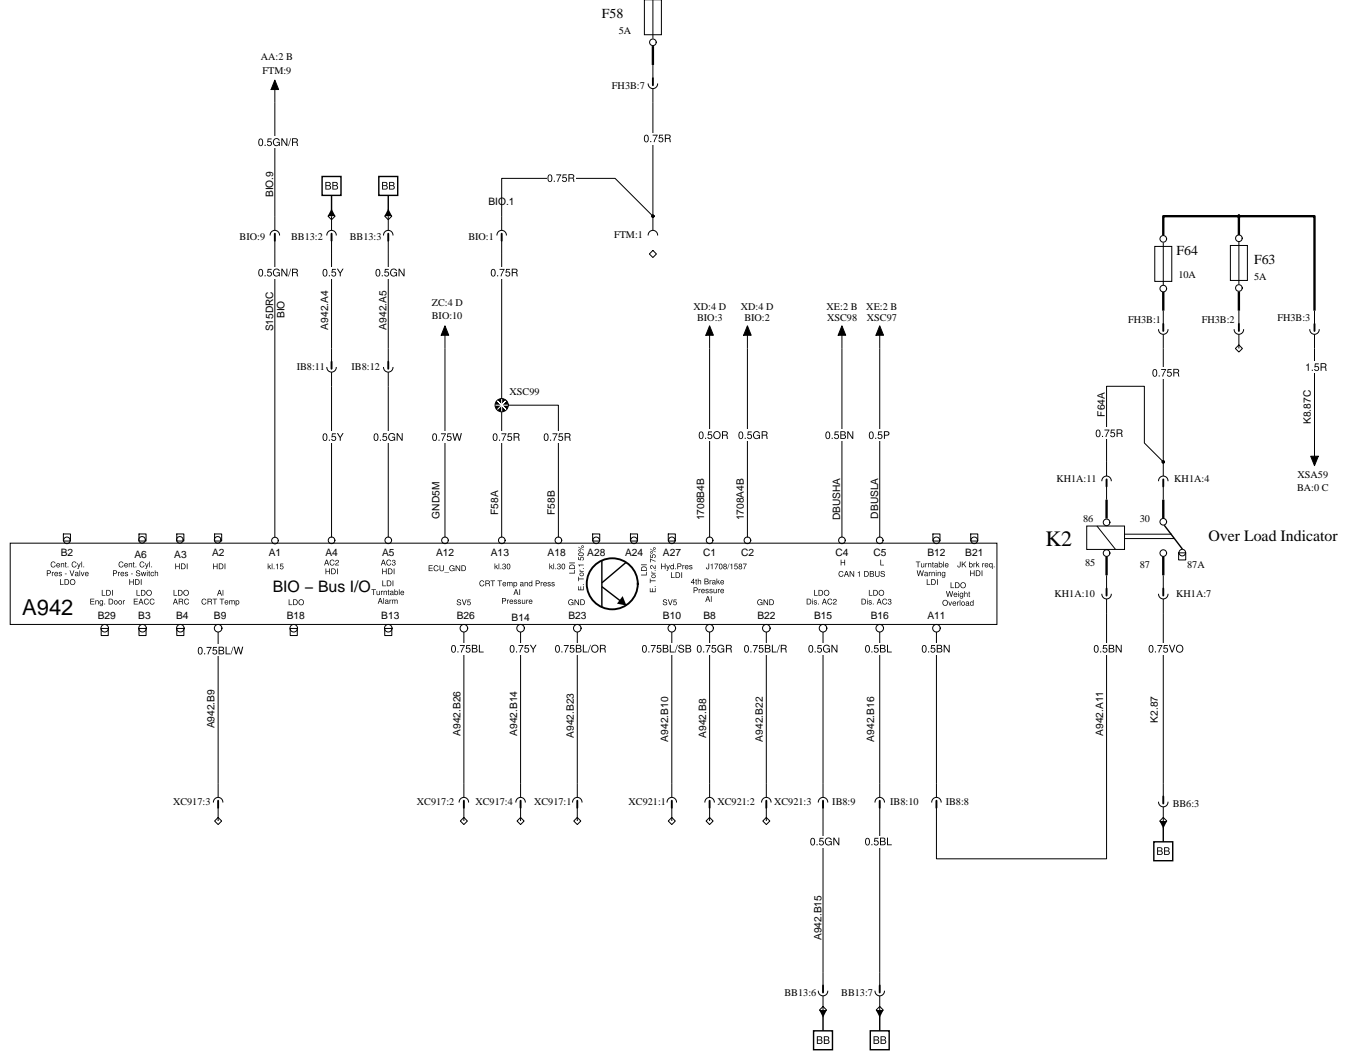 F58
5A
AA:2 B
FTM:9
FH3B:7
0.5GN/R
0.75R
BIO.9
BB
BB
0.75R
BIO.1
BIO:9
BB13:2
BB13:3
BIO:1
FTM:1
F64
10A
F63
5A
0.5GN/R
0.5Y
0.5GN
0.75R
S15DRC
BIO
A942.A4
A942.A5
ZC:4 D
BIO:10
XD:4 D
BIO:3
XD:4 D
BIO:2
XE:2 B
XSC98
XE:2 B
XSC97
FH3B:1
FH3B:2
FH3B:3
IB8:11
IB8:12
0.75R
1.5R
XSC99
F64A
K8.87C
0.5Y
0.5GN
0.75W
0.75R
0.75R
0.5OR
0.5GR
0.5BN
0.5P
0.75R
KH1A:11
KH1A:4
XSA59
BA:0 C
GND5M
F58A
F58B
1708B4B
1708A4B
DBUSHA
DBUSLA
86
30
K2
Over Load Indicator
85
87
87A
B2
Cent. Cyl.
Pres - Valve
LDO
A6
Cent. Cyl.
Pres - Switch
HDI
A3
HDI
A2
HDI
A1
kl.15
A4
AC2
HDI
A5
AC3
HDI
A12
ECU_GND
A13
kl.30
A18
kl.30
A28
LDI
E. Tor.1 50%
A24
LDI
E. Tor.2 75%
A27
Hyd.Pres
LDI
C1
C2
J1708/1587
C4
H
C5
L
CAN 1 DBUS
B12
Turntable
Warning
LDI
B21
JK brk req.
HDI
A942
BIO – Bus I/O
LDI
Eng. Door
B29
LDO
EACC
B3
LDO
ARC
B4
AI
CRT Temp
B9
LDO
B18
LDI
Turntable
Alarm
B13
SV5
B26
CRT Temp and Press
AI
Pressure
B14
GND
B23
SV5
B10
4th Brake
Pressure
AI
B8
GND
B22
LDO
Dis. AC2
B15
LDO
Dis. AC3
B16
LDO
Weight
Overload
A11
KH1A:10
KH1A:7
0.75BL/W
0.75BL
0.75Y
0.75BL/OR
0.75BL/SB
0.75GR
0.75BL/R
0.5GN
0.5BL
0.5BN
0.5BN
0.75VO
A942.B9
A942.B26
A942.B14
A942.B23
A942.B10
A942.B8
A942.B22
A942.B16
A942.A11
K2.87
XC917:3
XC917:2
XC917:4
XC917:1
XC921:1
XC921:2
XC921:3
IB8:9
IB8:10
IB8:8
BB6:3
0.5GN
0.5BL
BB
A942.B15
BB13:6
BB13:7
BB
BB